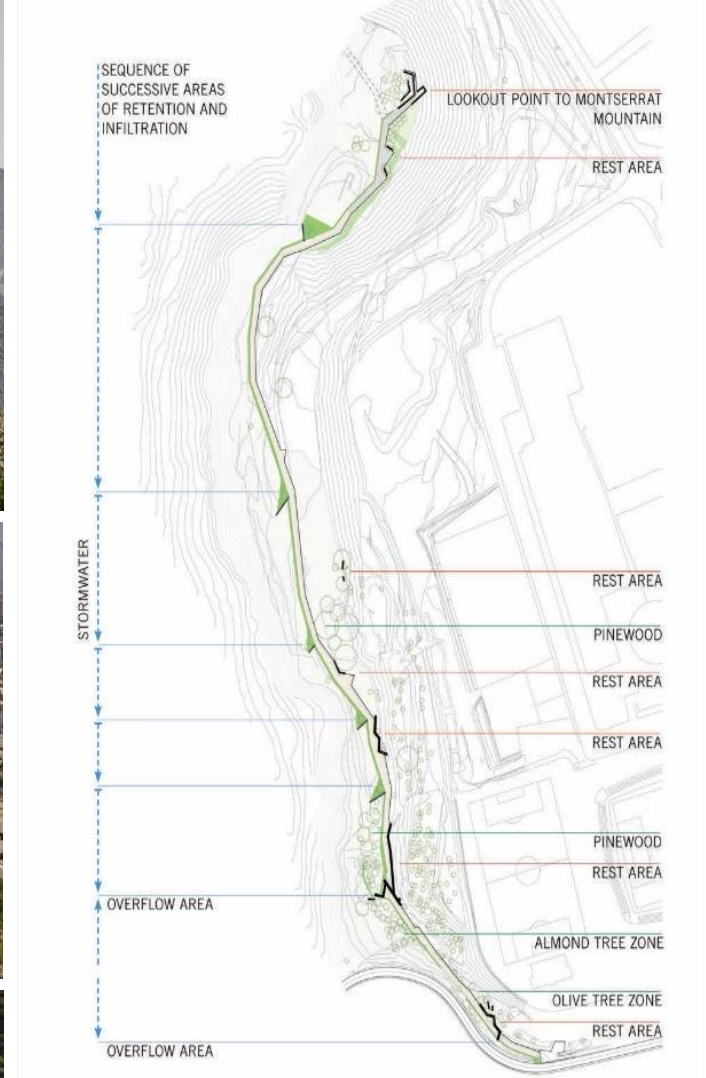 SEQUENCE OF
SUCCESSIVE AREAS
OF RETENTION AND
INFILTRATION
LOOKOUT POINT TO MONTSERRAT
MOUNTAIN
REST AREA
STORMWATER
REST AREA
PINEWOOD
REST AREA
REST AREA
PINEWOOD
REST AREA
OVERFLOW AREA
ALMOND TREE ZONE
OLIVE TREE ZONE
REST AREA
OVERFLOW AREA